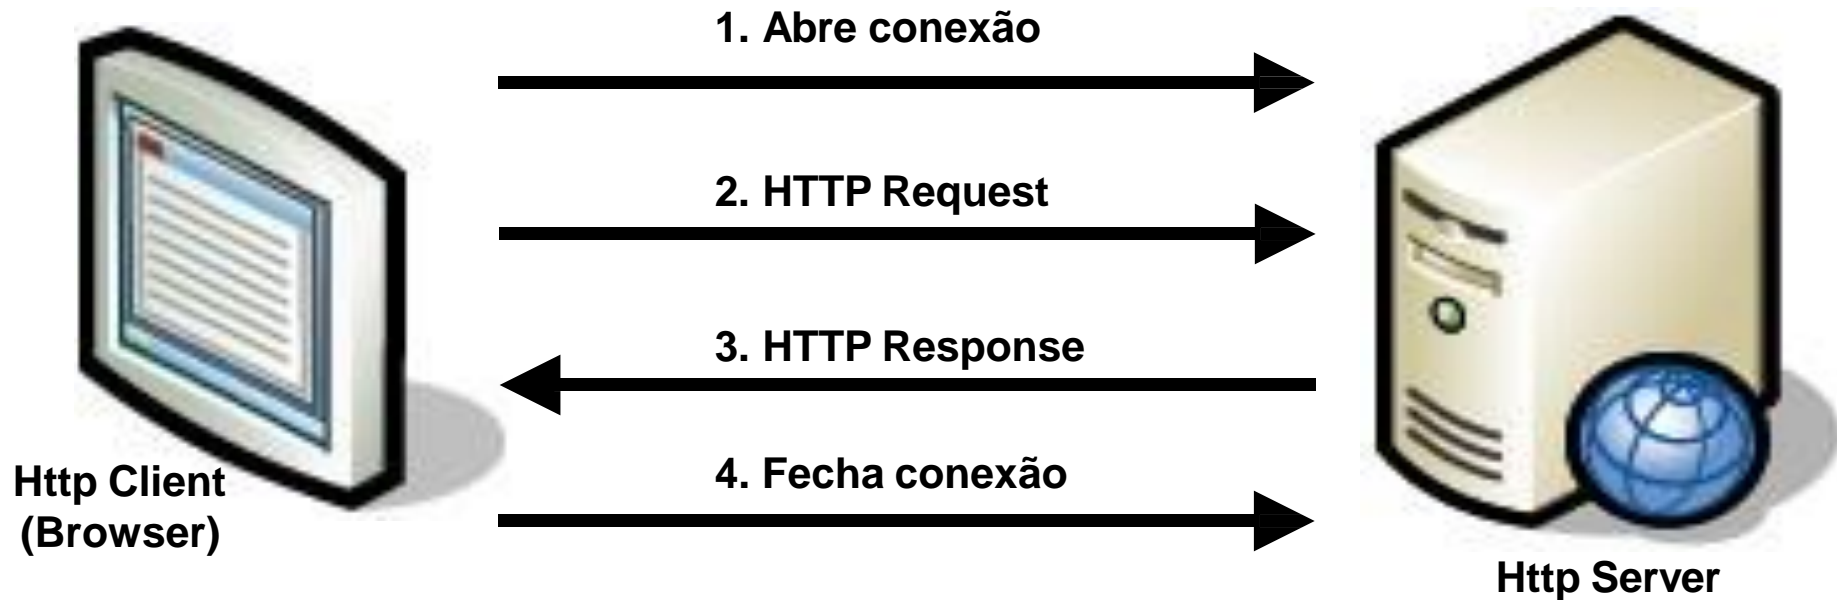 1. Abre conexão
2. HTTP Request
3. HTTP Response
4. Fecha conexão
Http Client
(Browser)
Http Server